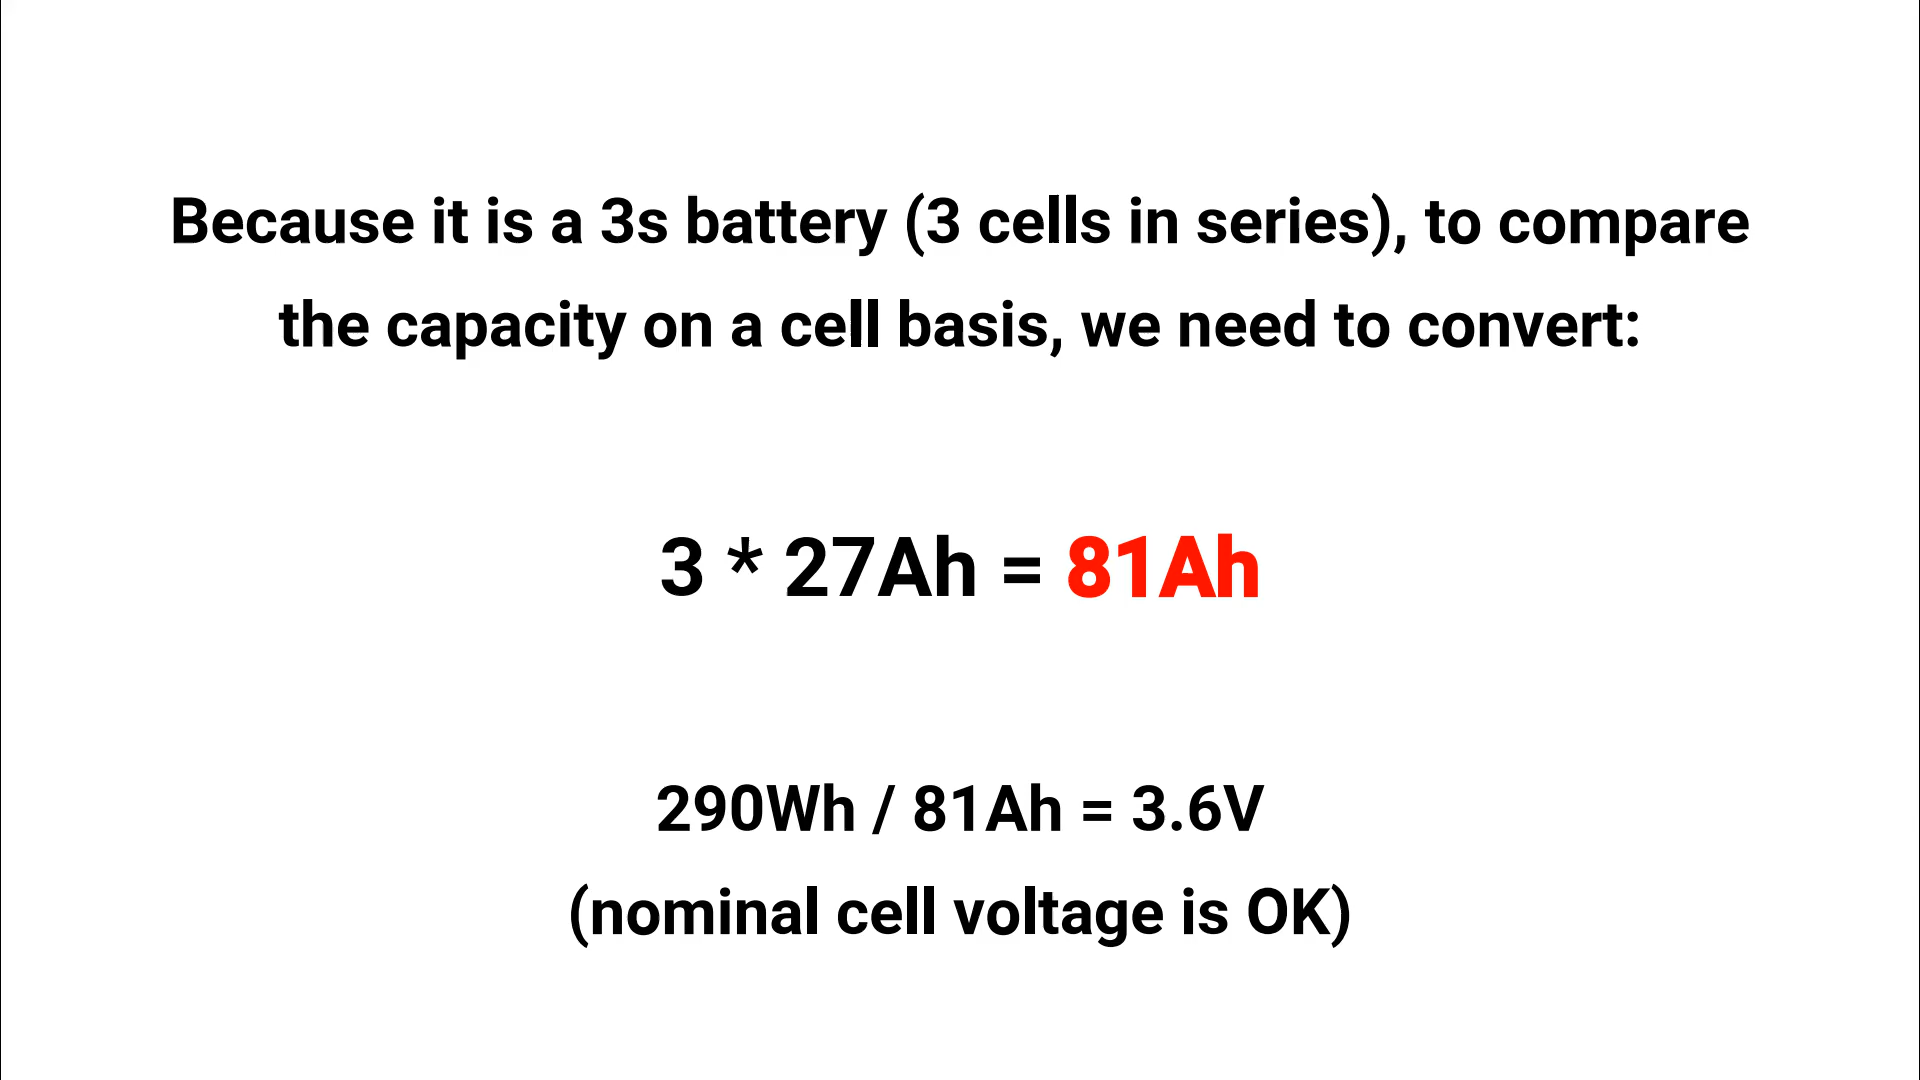 Because it is a 3s battery (3 cells in series), to compare
the capacity on a cell basis, we need to convert:
3 * 27Ah = 81Ah
290Wh / 81Ah = 3.6V
(nominal cell voltage is OK)